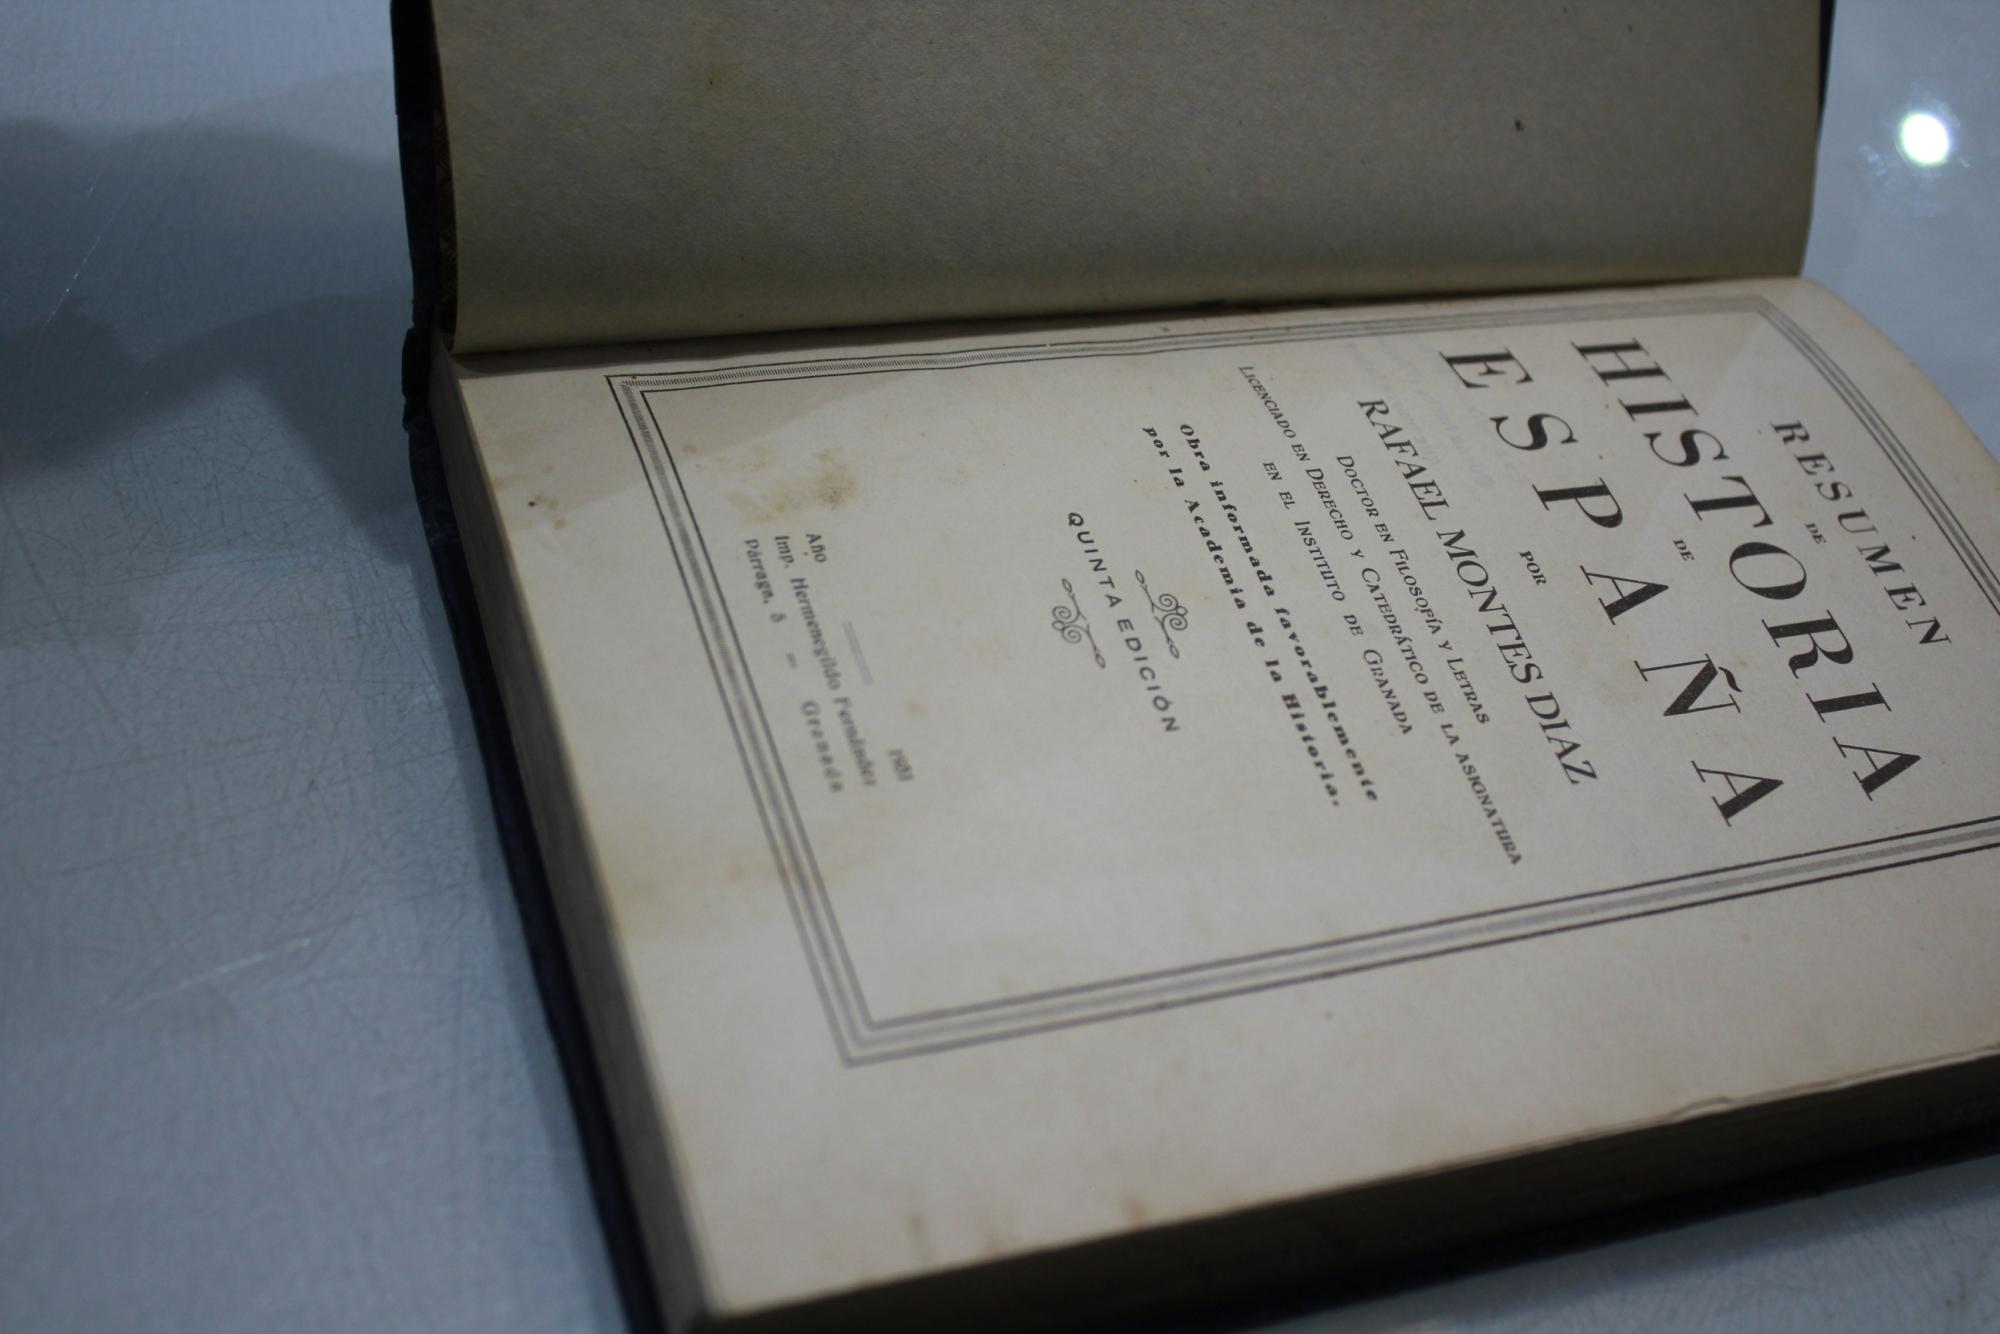 RESUMEN
DE
HISTORIA
DE
ESPAÑA
POR
RAFAEL MONTES DIAZ
DOCTOR EN FILOSOFÍA Y LETRAS
LICENCIADO EN DERECHO Y CATEDRÁTICO DE LA ASIGNATURA
EN EL INSTITUTO DE GRANADA
Obra informada favorablemente
por la Academia de la Historia.
QUINTA EDICIÓN
Año
Imp. Hermenegildo Fernández
Párraga, - Granada